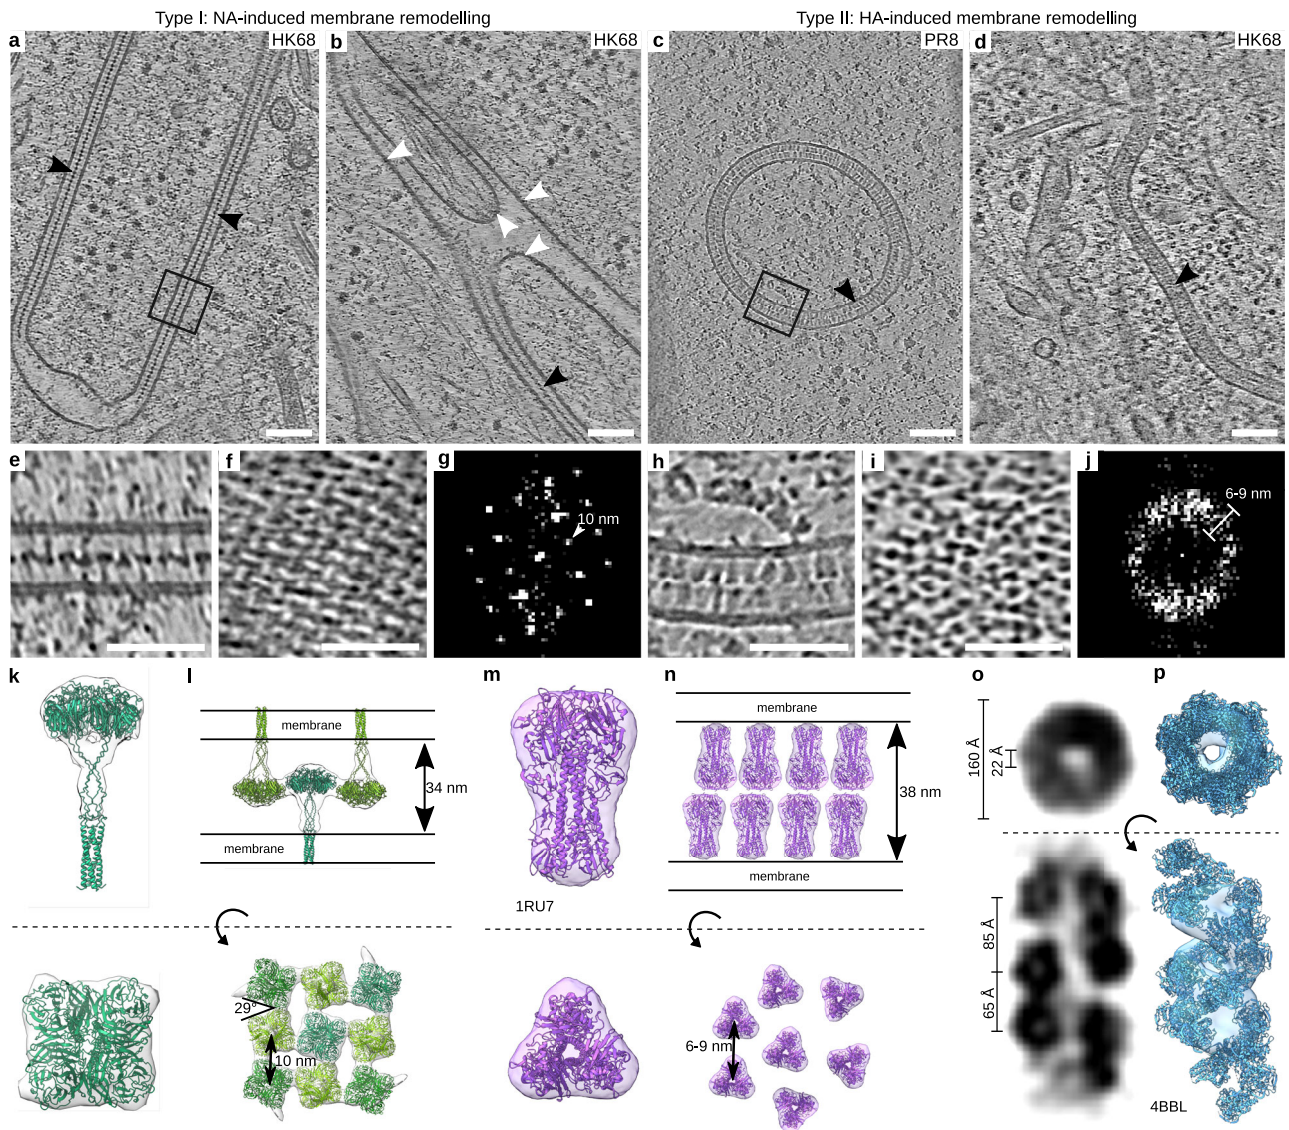 Type I: NA-induced membrane remodelling
Type II: HA-induced membrane remodelling
a
HK68
b
HK68
c
PR8
d
HK68
e
f
g
10 nm
h
i
j
6-9 nm
k
l
membrane
34 nm
membrane
m
1RU7
n
membrane
38 nm
membrane
o
160 Å
22 Å
p
29°
10 nm
6-9 nm
85 Å
65 Å
4BBL